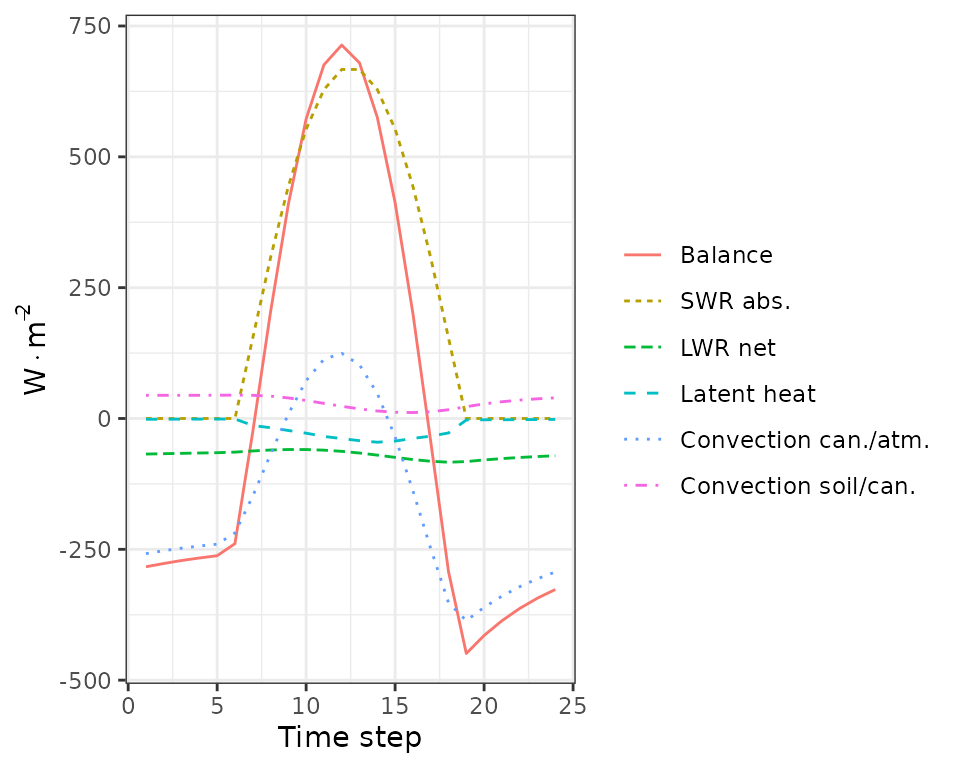 750
500
250
0
-250
-500
0 5 10 15 20 25
Time step
W · m⁻²
Balance
SWR abs.
LWR net
Latent heat
Convection can./atm.
Convection soil/can.